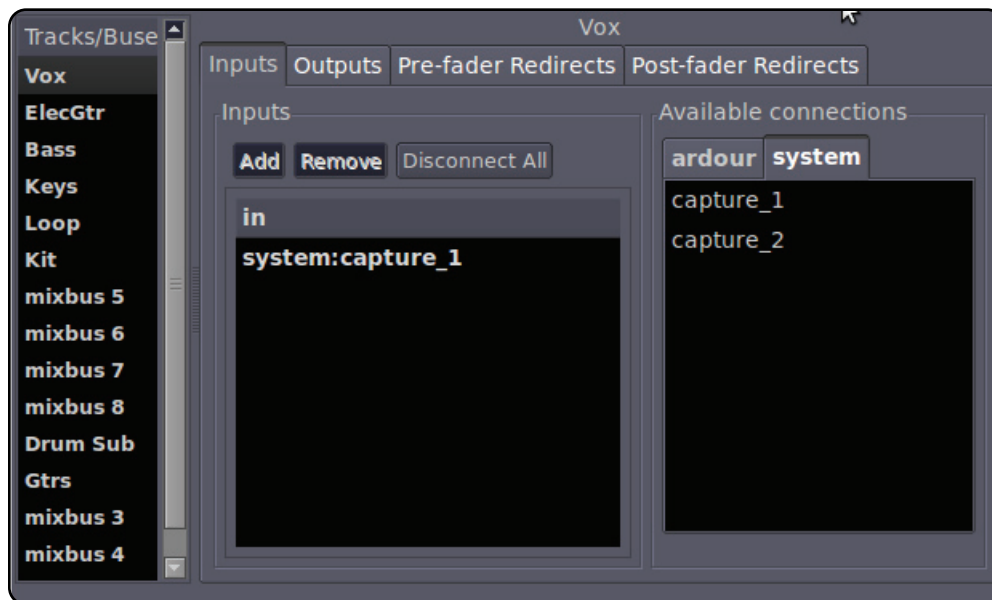 Tracks/Buse
Vox
ElecGtr
Bass
Keys
Loop
Kit
mixbus 5
mixbus 6
mixbus 7
mixbus 8
Drum Sub
Gtrs
mixbus 3
mixbus 4
Vox
Inputs Outputs Pre-fader Redirects Post-fader Redirects
Inputs
Add Remove Disconnect All
in
system:capture_1
Available connections
ardour system
capture_1
capture_2